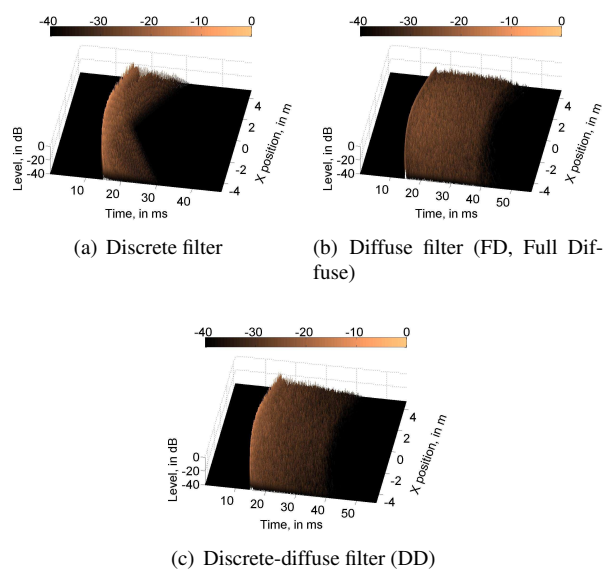 -40 -30 -20 -10 0
-40 -30 -20 -10 0
Level, in dB
0
-20
-40
10 20 30 40
Time, in ms
4
2
0
-2
-4
X position, in m
Level, in dB
0
-20
-40
10 20 30 40 50
Time, in ms
4
2
0
-2
-4
X position, in m
(a) Discrete filter
(b) Diffuse filter (FD, Full Dif-
fuse)
-40 -30 -20 -10 0
Level, in dB
0
-20
-40
10 20 30 40 50
Time, in ms
4
2
0
-2
-4
X position, in m
(c) Discrete-diffuse filter (DD)